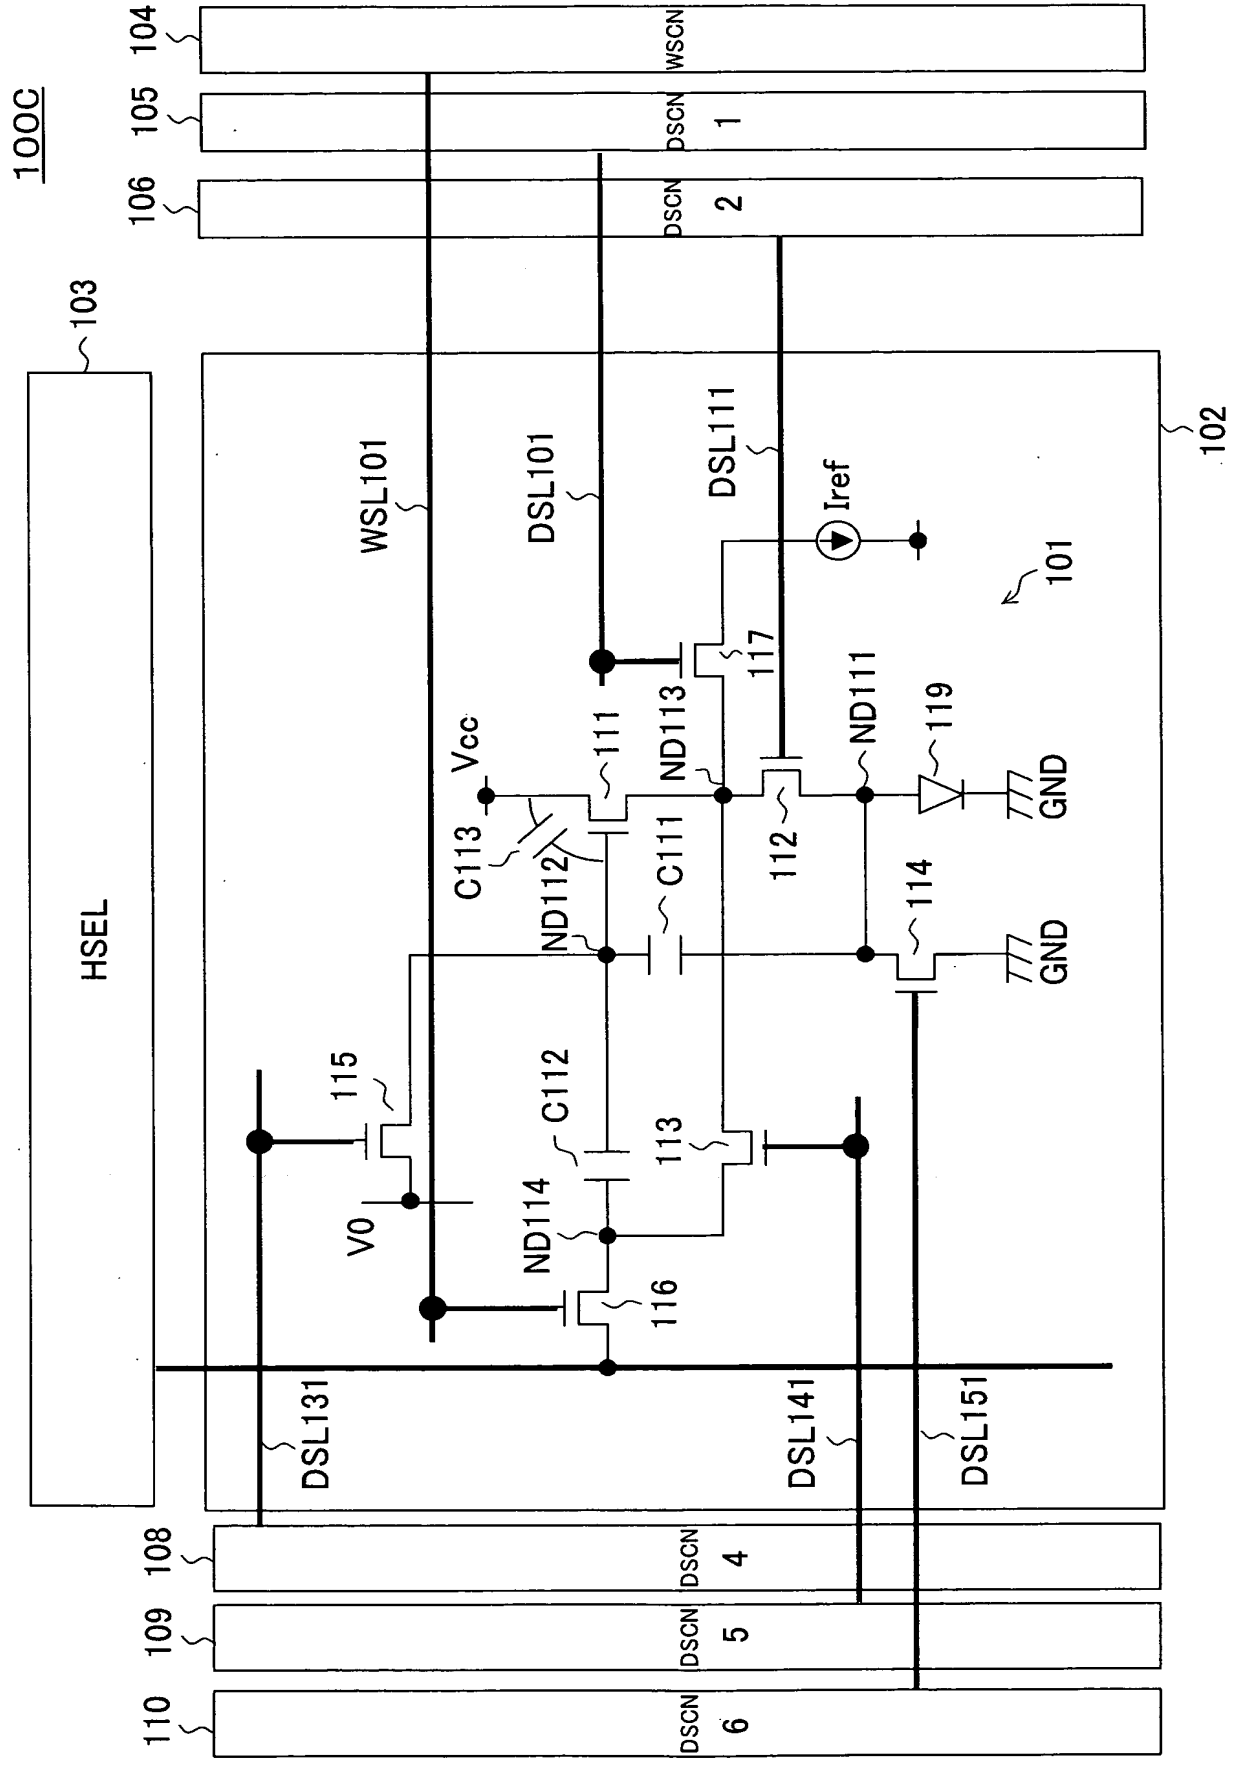 100C
103
HSEL
110
109
108
104
105
106
DSCN
6
DSCN
5
DSCN
4
WSCN
DSCN
1
DSCN
2
DSL131
V0
115
WSL101
ND114
C112
ND112
C113
Vcc
111
DSL101
116
113
C111
ND113
117
DSL111
112
Iref
DSL141
DSL151
114
ND111
119
GND
GND
101
102